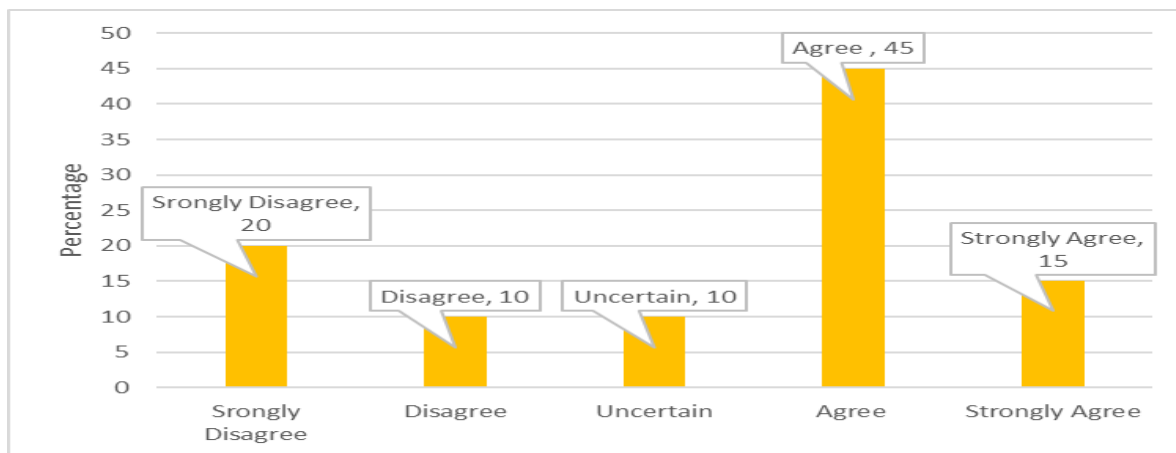 50
45
40
35
30
25
20
15
10
5
0
Percentage
Agree , 45
Srongly Disagree,
20
Disagree, 10
Uncertain, 10
Strongly Agree,
15
Srongly
Disagree
Disagree
Uncertain
Agree
Strongly Agree